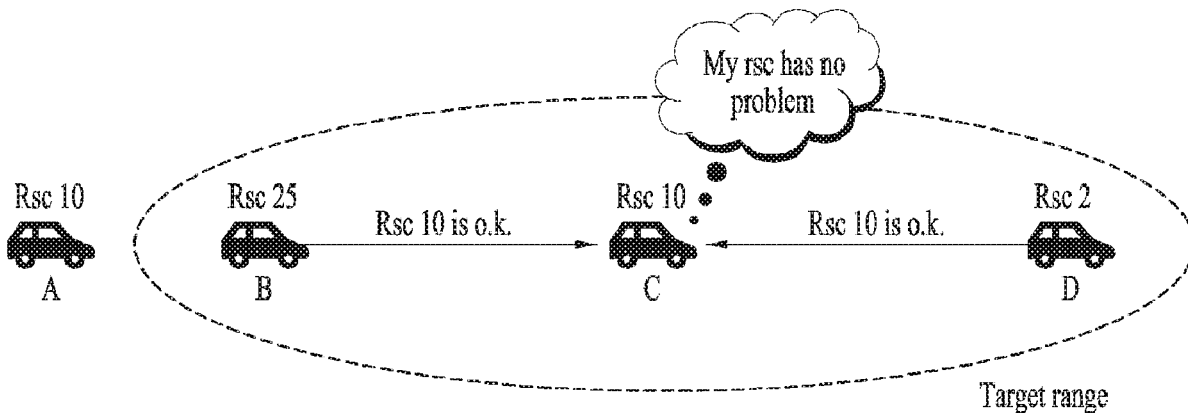 My rsc has no
problem
Rsc 10
Rsc 25
Rsc 10
Rsc 2
Rsc 10 is o.k.
Rsc 10 is o.k.
A
B
C
D
Target range